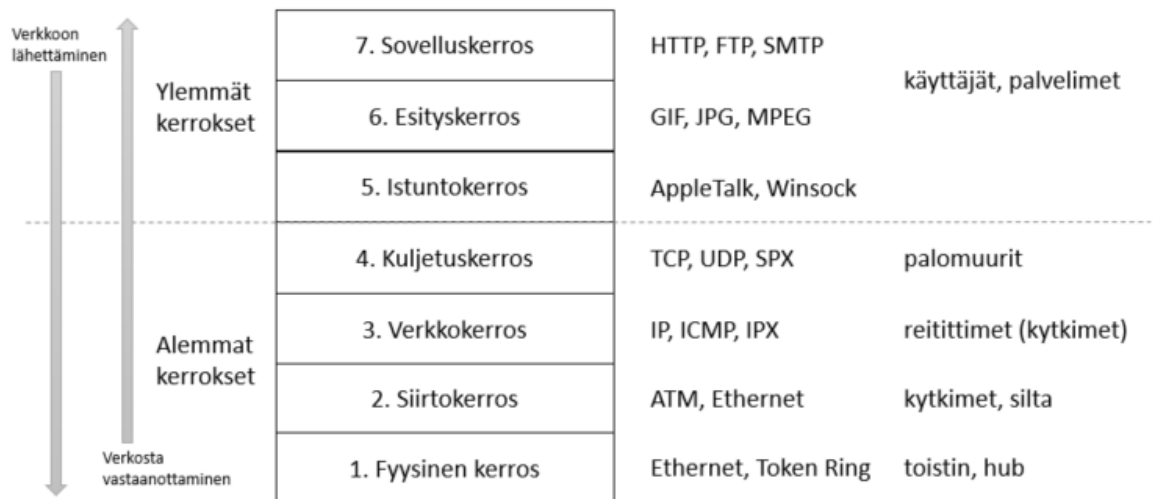 Verkkoon
lähettäminen
7. Sovelluskerros
HTTP, FTP, SMTP
käyttäjät, palvelimet
Ylemmät
kerrokset
6. Esityskerros
GIF, JPG, MPEG
5. Istuntokerros
AppleTalk, Winsock
4. Kuljetuskerros
TCP, UDP, SPX
palomuurit
Alemmat
kerrokset
3. Verkkokerros
IP, ICMP, IPX
reitittimet (kytkimet)
2. Siirtokerros
ATM, Ethernet
kytkimet, silta
Verkosta
vastaanottaminen
1. Fyysinen kerros
Ethernet, Token Ring
toistin, hub